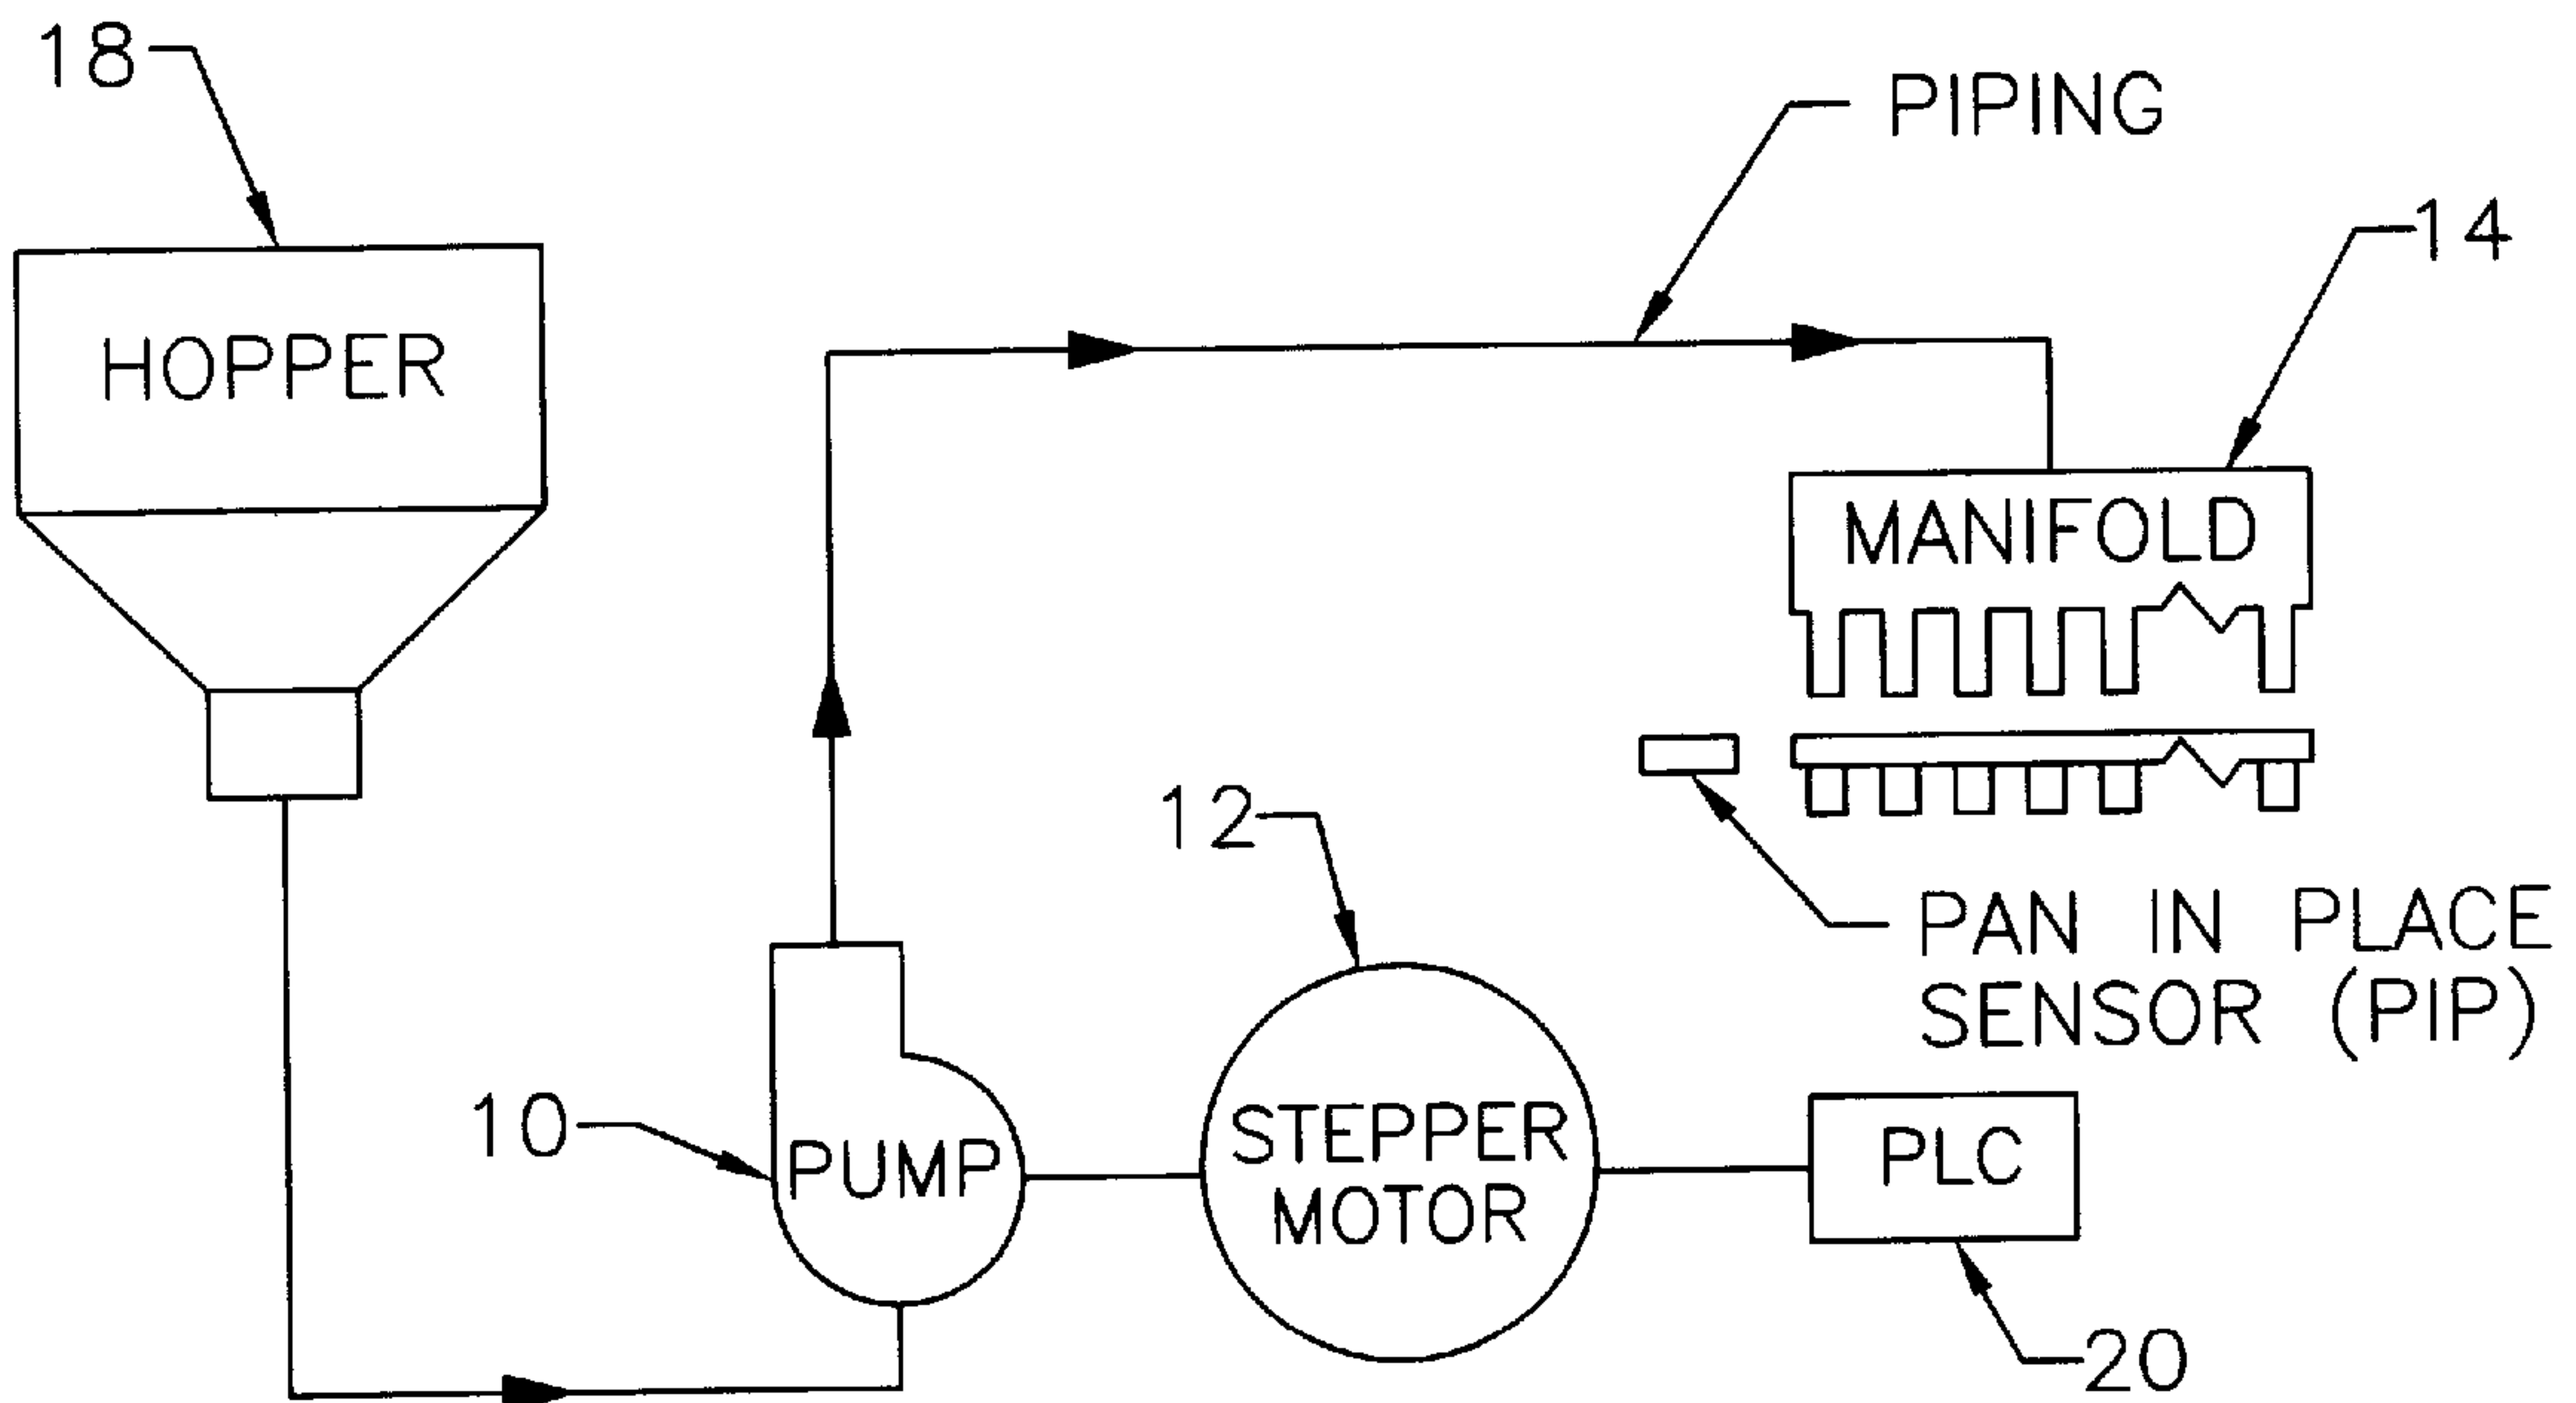 18
PIPING
14
HOPPER
MANIFOLD
12
PAN IN PLACE
SENSOR (PIP)
10
PUMP
STEPPER
MOTOR
PLC
20